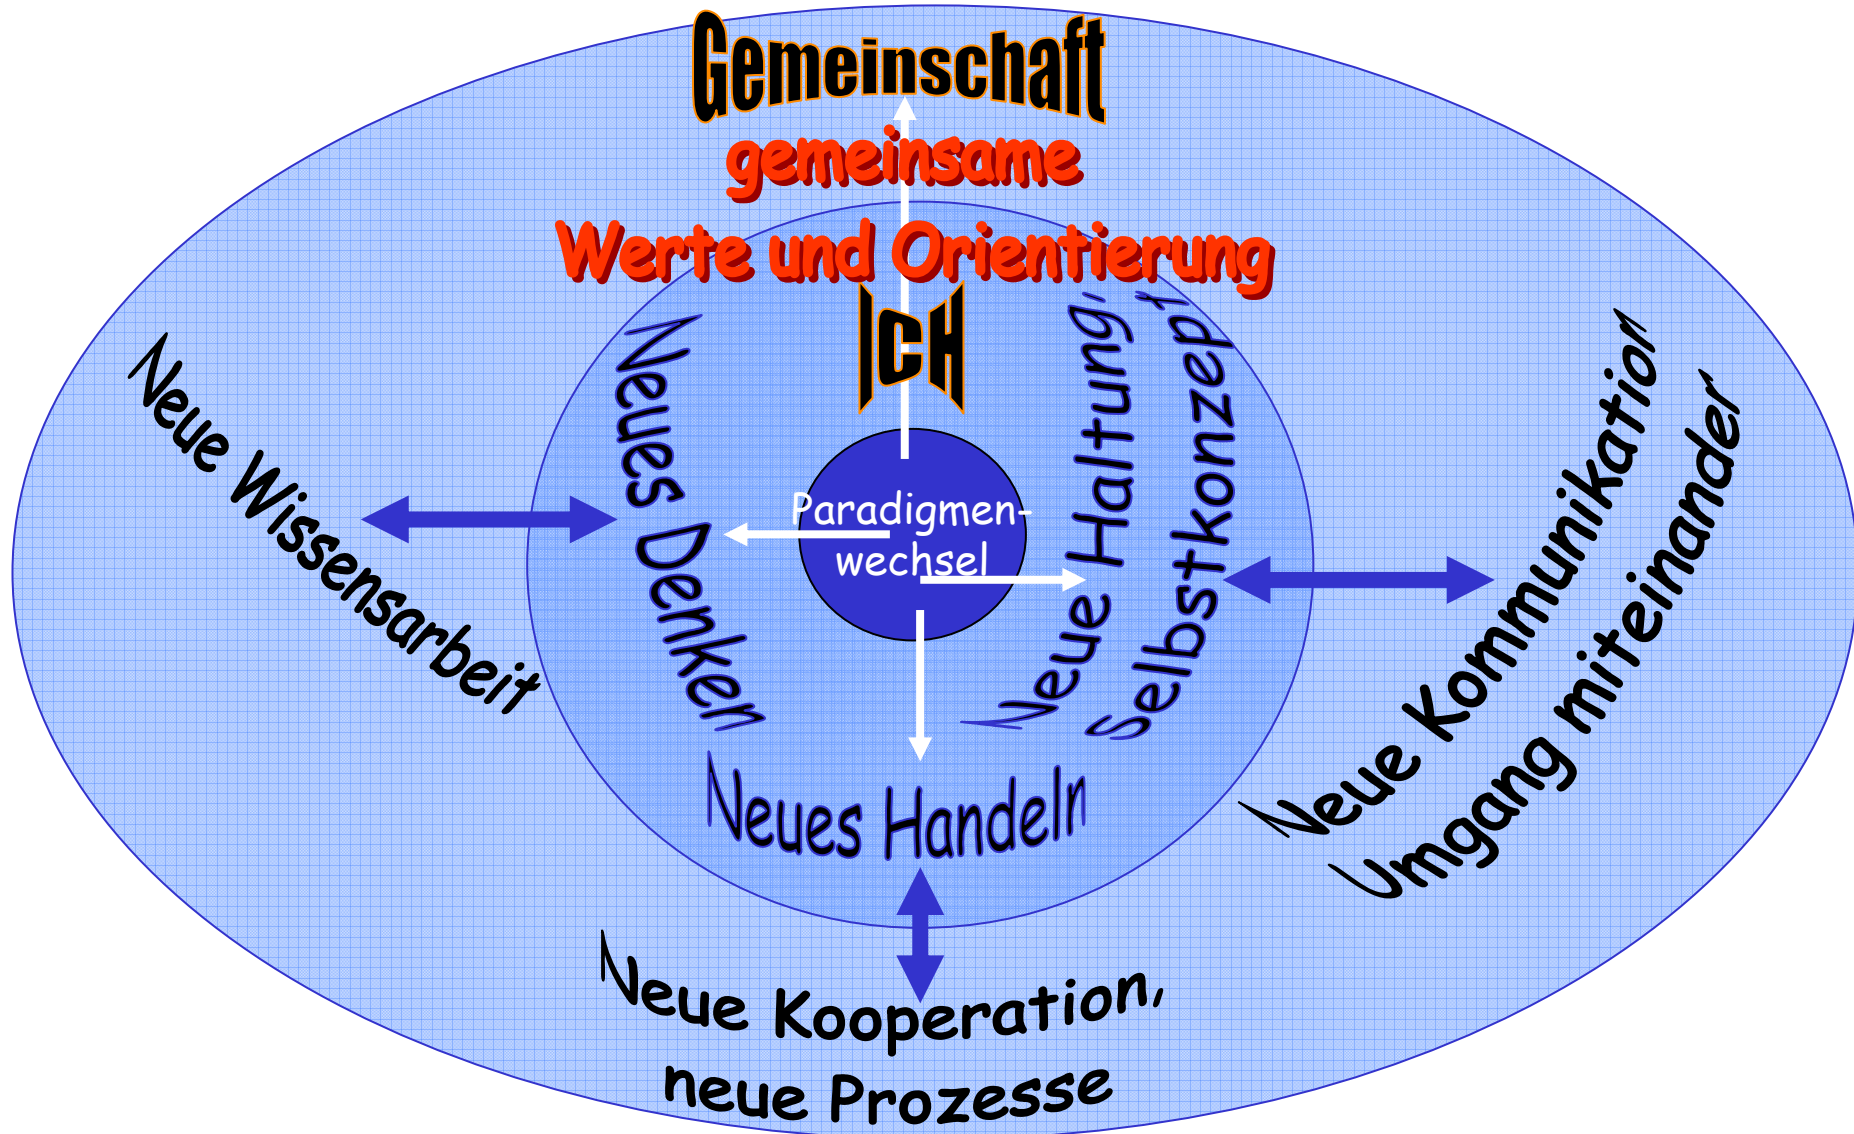 Gemeinschaft
gemeinsame
Werte und Orientierung
ICH
Neue Wissensarbeit
Neues Denken
Paradigmen-
wechsel
Neue Haltung,
Selbstkonzept
Neue Kommunikation
Umgang miteinander
Neues Handeln
Neue Kooperation,
neue Prozesse